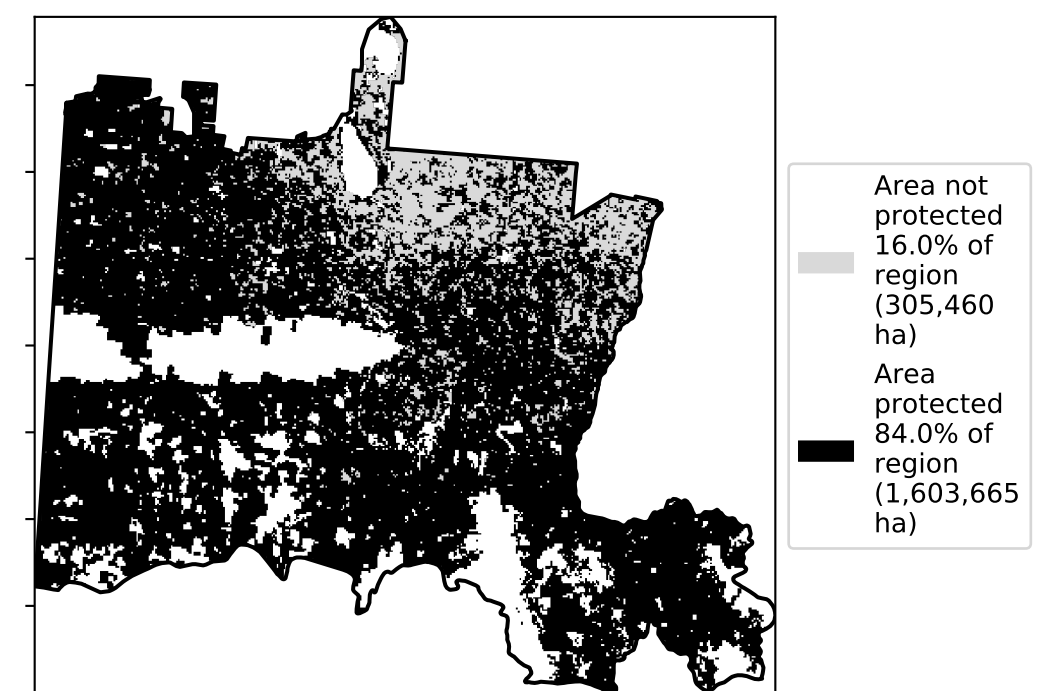 Area not
protected
16.0% of
region
(305,460
ha)
Area
protected
84.0% of
region
(1,603,665
ha)